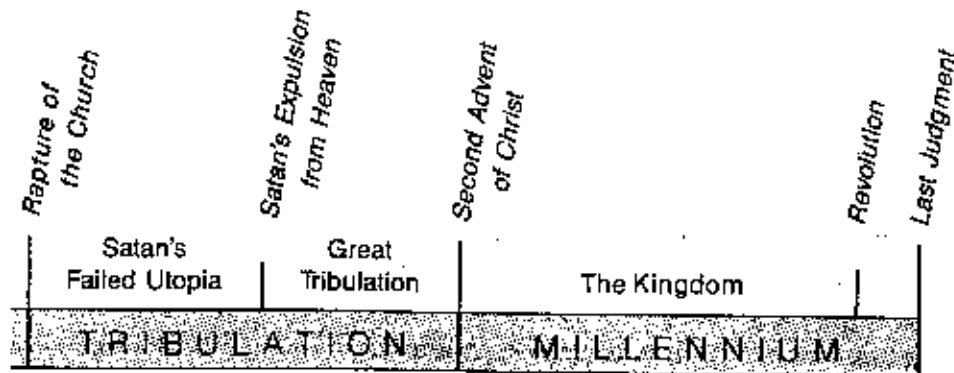 Rapture of
the Church
Satan's Expulsion
from Heaven
Second Advent
of Christ
Revolution
Last Judgment
Satan's
Failed Utopia
Great
Tribulation
The Kingdom
TRIBULATION
MILLENNIUM